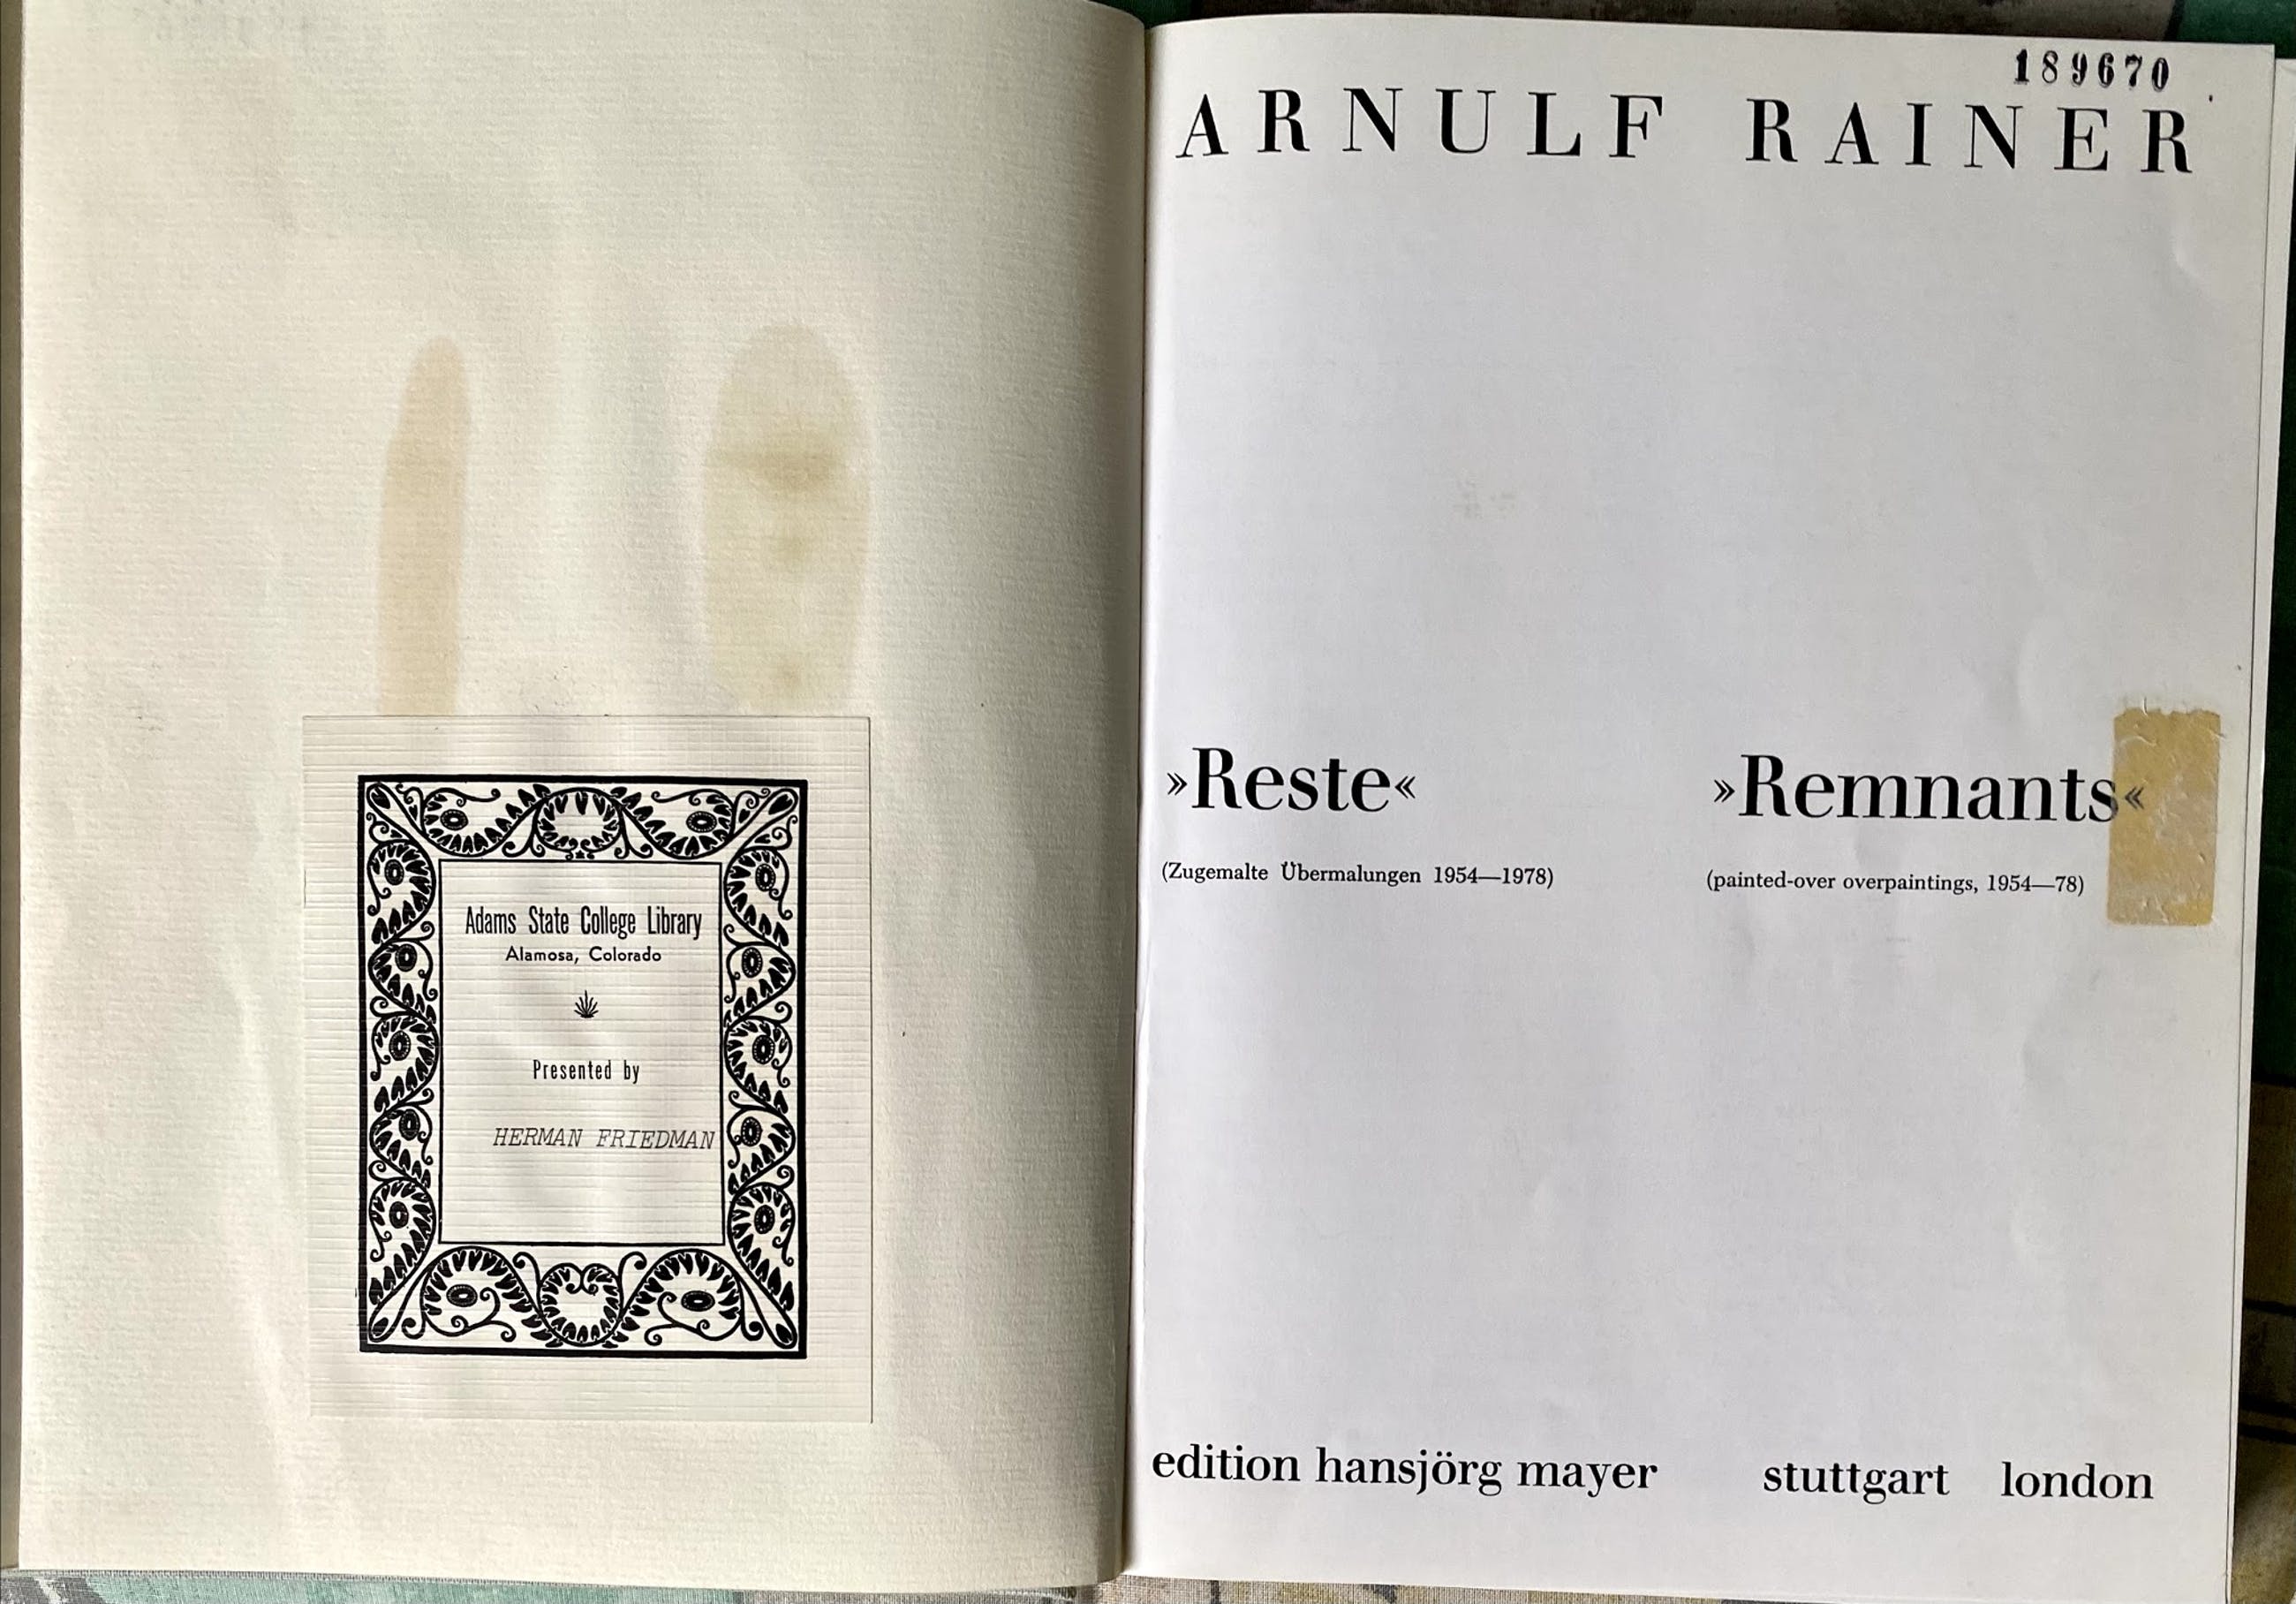 Adams State College Library
Alamosa, Colorado
Presented by
HERMAN FRIEDMAN
189670
ARNULF RAINER
»Reste« »Remnants«
(Zugemalte Übermalungen 1954—1978) (painted-over overpaintings, 1954—78)
edition hansjörg mayer stuttgart london